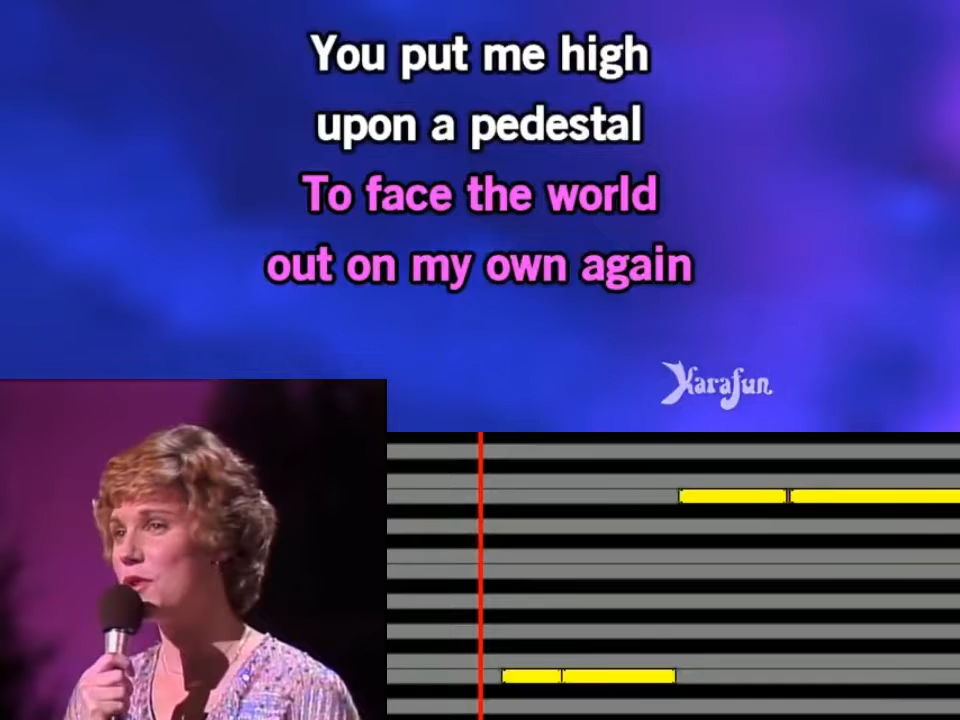 You put me high
upon a pedestal
To face the world
out on my own again
Karafun